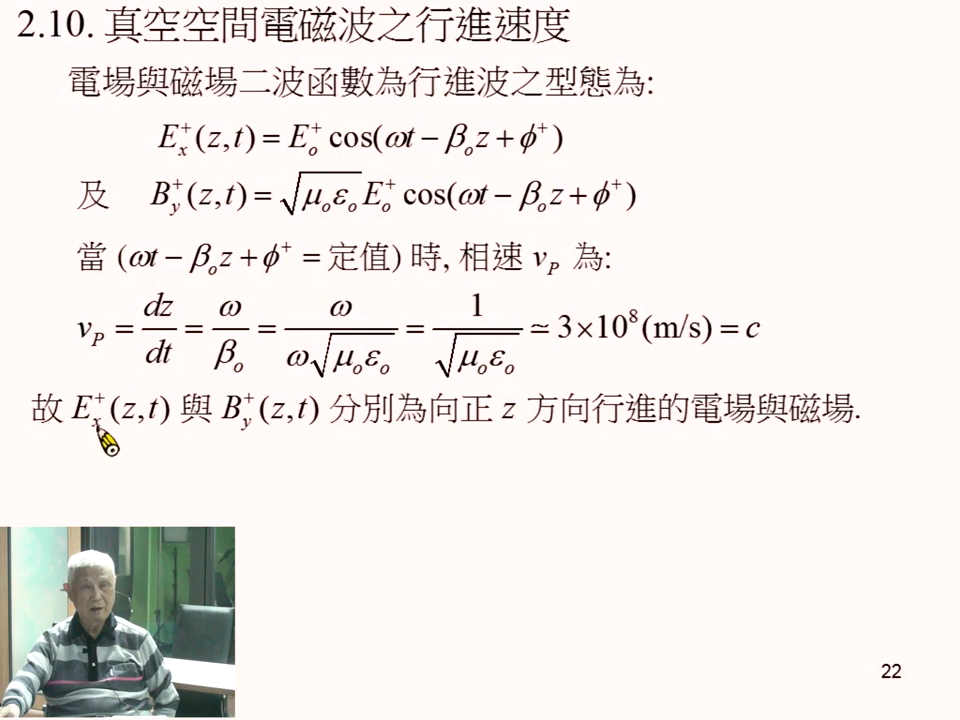 2.10. 真空空間電磁波之行進速度
電場與磁場二波函數為行進波之型態為:
E_x^+(z,t) = E_o^+ cos(ωt − β_o z + ϕ^+)
及 B_y^+(z,t) = √(μ_o ε_o) E_o^+ cos(ωt − β_o z + ϕ^+)
當 (ωt − β_o z + ϕ^+ = 定值) 時, 相速 v_P 為:
v_P = dz/dt = ω/β_o = ω/(ω√(μ_o ε_o)) = 1/√(μ_o ε_o) ≃ 3×10^8 (m/s) = c
故 E_x^+(z,t) 與 B_y^+(z,t) 分別為向正 z 方向行進的電場與磁場.
22